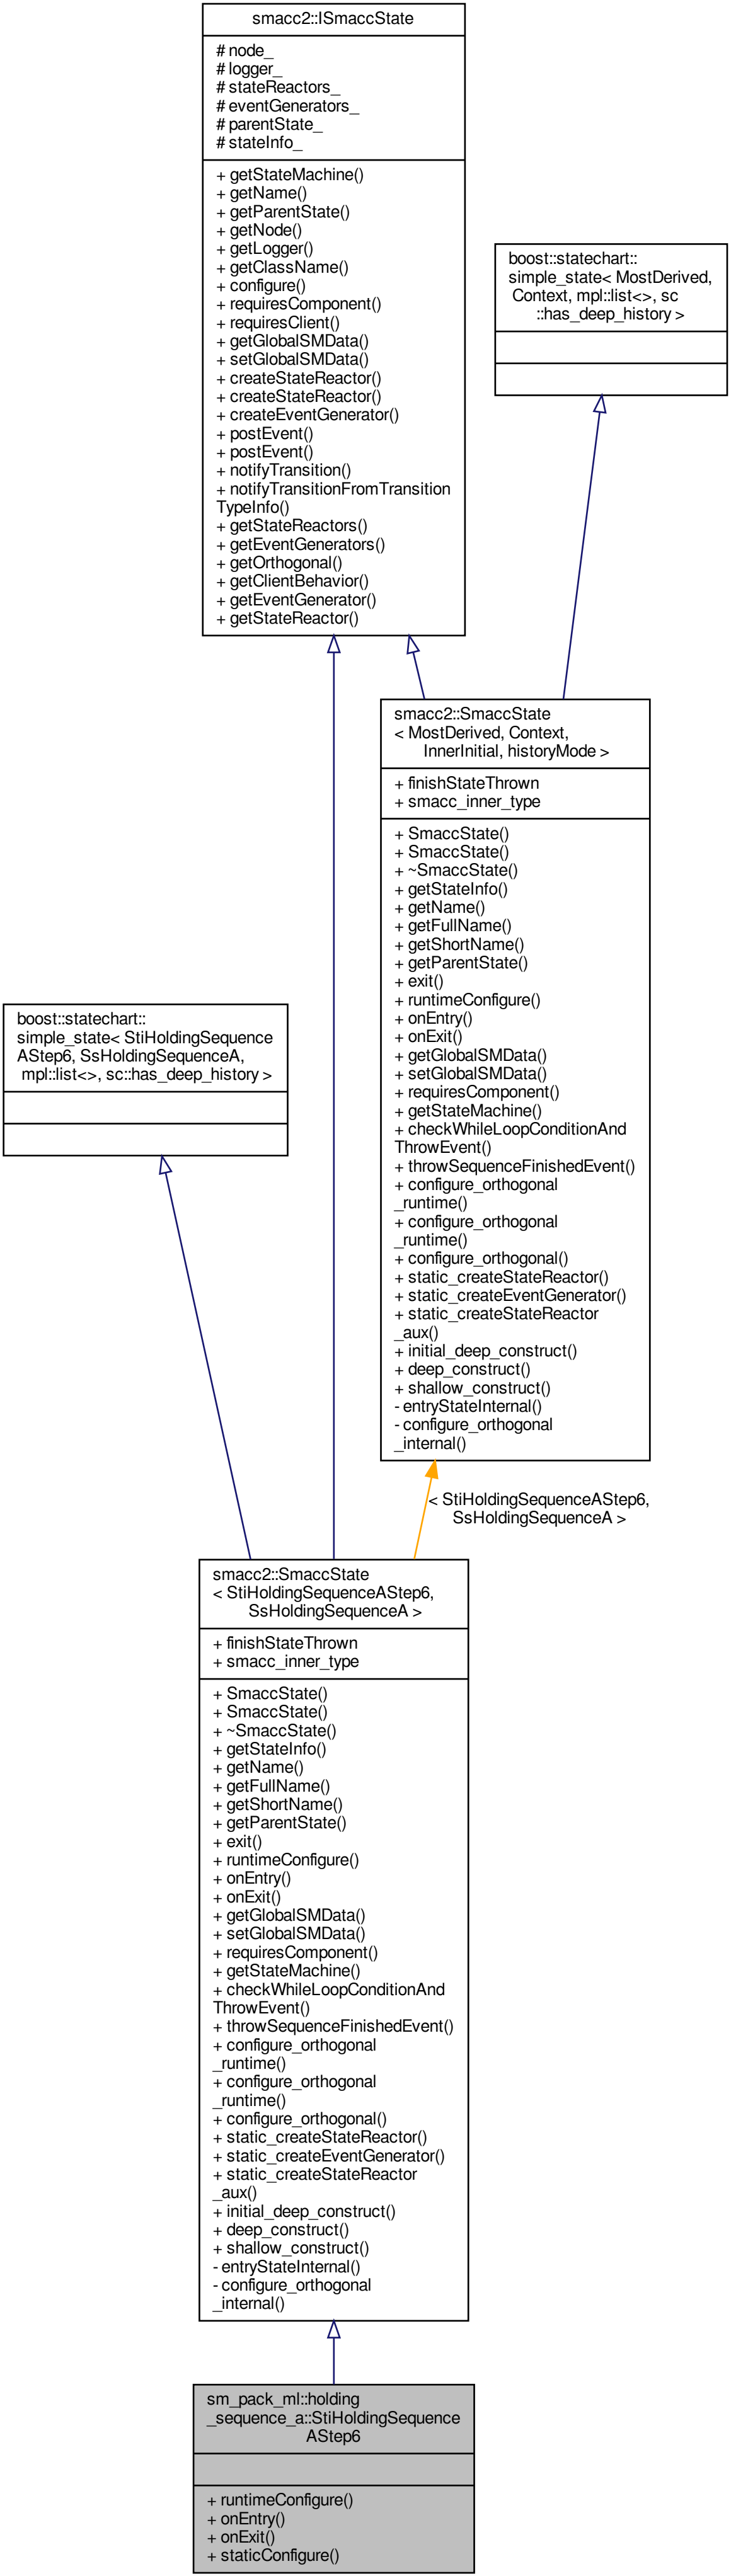 smacc2::ISmaccState
# node_
# logger_
# stateReactors_
# eventGenerators_
# parentState_
# stateInfo_
+ getStateMachine()
+ getName()
+ getParentState()
+ getNode()
+ getLogger()
+ getClassName()
+ configure()
+ requiresComponent()
+ requiresClient()
+ getGlobalSMData()
+ setGlobalSMData()
+ createStateReactor()
+ createStateReactor()
+ createEventGenerator()
+ postEvent()
+ postEvent()
+ notifyTransition()
+ notifyTransitionFromTransition
TypeInfo()
+ getStateReactors()
+ getEventGenerators()
+ getOrthogonal()
+ getClientBehavior()
+ getEventGenerator()
+ getStateReactor()
boost::statechart::
simple_state< MostDerived,
Context, mpl::list<>, sc
::has_deep_history >
smacc2::SmaccState
< MostDerived, Context,
InnerInitial, historyMode >
+ finishStateThrown
+ smacc_inner_type
+ SmaccState()
+ SmaccState()
+ ~SmaccState()
+ getStateInfo()
+ getName()
+ getFullName()
+ getShortName()
+ getParentState()
+ exit()
+ runtimeConfigure()
+ onEntry()
+ onExit()
+ getGlobalSMData()
+ setGlobalSMData()
+ requiresComponent()
+ getStateMachine()
+ checkWhileLoopConditionAnd
ThrowEvent()
+ throwSequenceFinishedEvent()
+ configure_orthogonal
_runtime()
+ configure_orthogonal
_runtime()
+ configure_orthogonal()
+ static_createStateReactor()
+ static_createEventGenerator()
+ static_createStateReactor
_aux()
+ initial_deep_construct()
+ deep_construct()
+ shallow_construct()
- entryStateInternal()
- configure_orthogonal
_internal()
boost::statechart::
simple_state< StiHoldingSequence
AStep6, SsHoldingSequenceA,
mpl::list<>, sc::has_deep_history >
< StiHoldingSequenceAStep6,
SsHoldingSequenceA >
smacc2::SmaccState
< StiHoldingSequenceAStep6,
SsHoldingSequenceA >
+ finishStateThrown
+ smacc_inner_type
+ SmaccState()
+ SmaccState()
+ ~SmaccState()
+ getStateInfo()
+ getName()
+ getFullName()
+ getShortName()
+ getParentState()
+ exit()
+ runtimeConfigure()
+ onEntry()
+ onExit()
+ getGlobalSMData()
+ setGlobalSMData()
+ requiresComponent()
+ getStateMachine()
+ checkWhileLoopConditionAnd
ThrowEvent()
+ throwSequenceFinishedEvent()
+ configure_orthogonal
_runtime()
+ configure_orthogonal
_runtime()
+ configure_orthogonal()
+ static_createStateReactor()
+ static_createEventGenerator()
+ static_createStateReactor
_aux()
+ initial_deep_construct()
+ deep_construct()
+ shallow_construct()
- entryStateInternal()
- configure_orthogonal
_internal()
sm_pack_ml::holding
_sequence_a::StiHoldingSequence
AStep6
+ runtimeConfigure()
+ onEntry()
+ onExit()
+ staticConfigure()